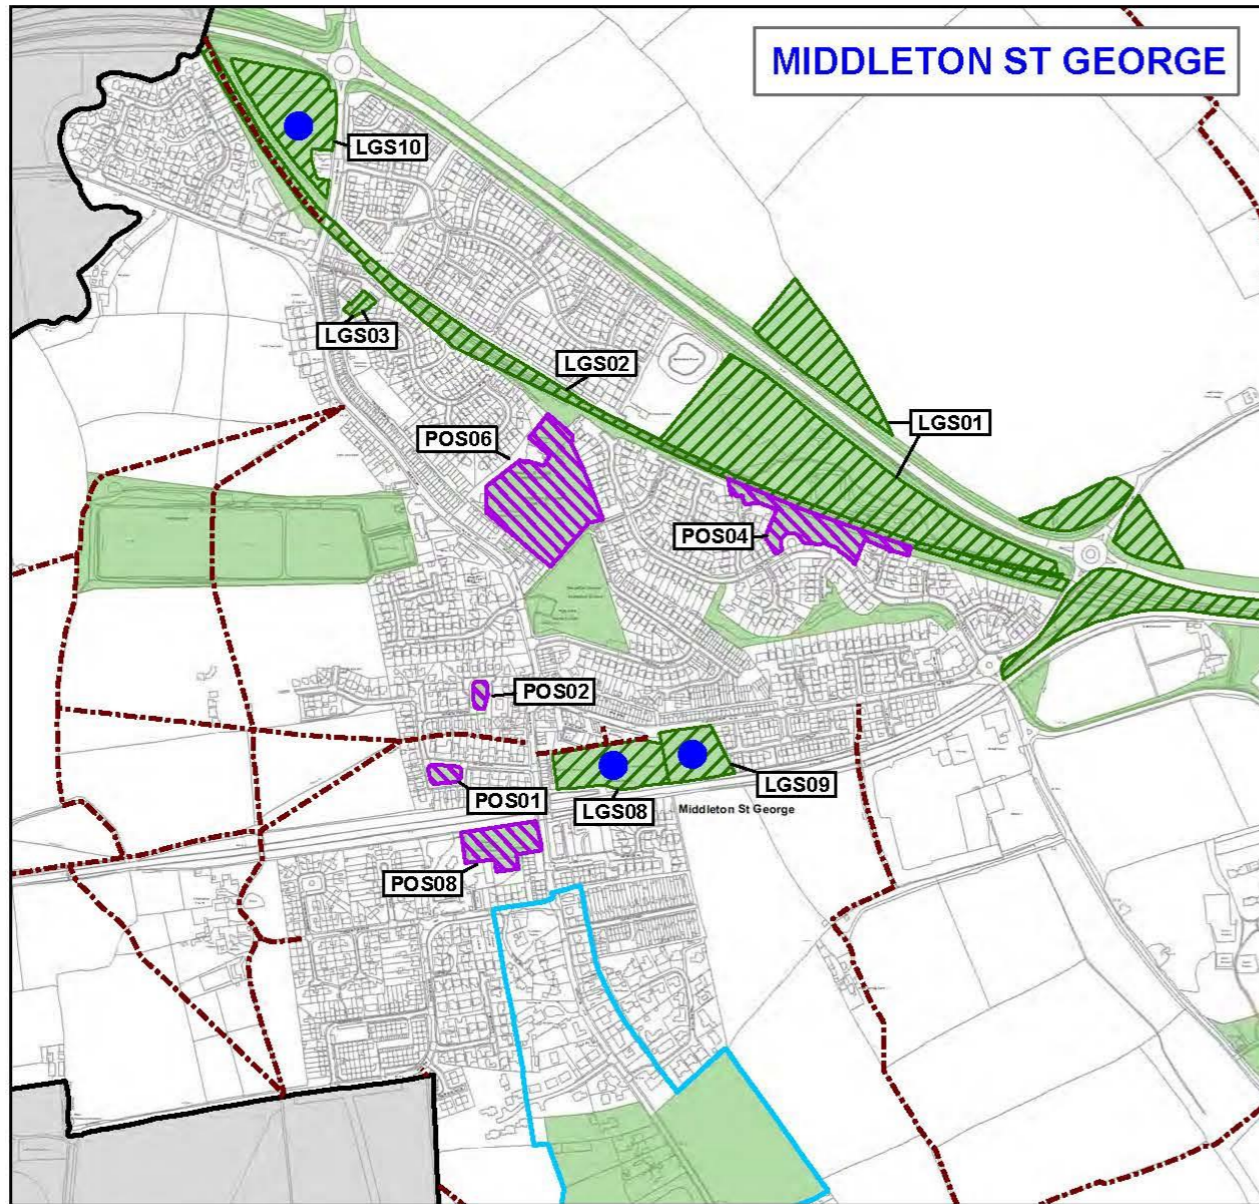 MIDDLETON ST GEORGE
LGS10
LGS03
LGS02
LGS01
POS06
POS04
POS02
POS01
LGS08
LGS09
Middleton St George
POS08